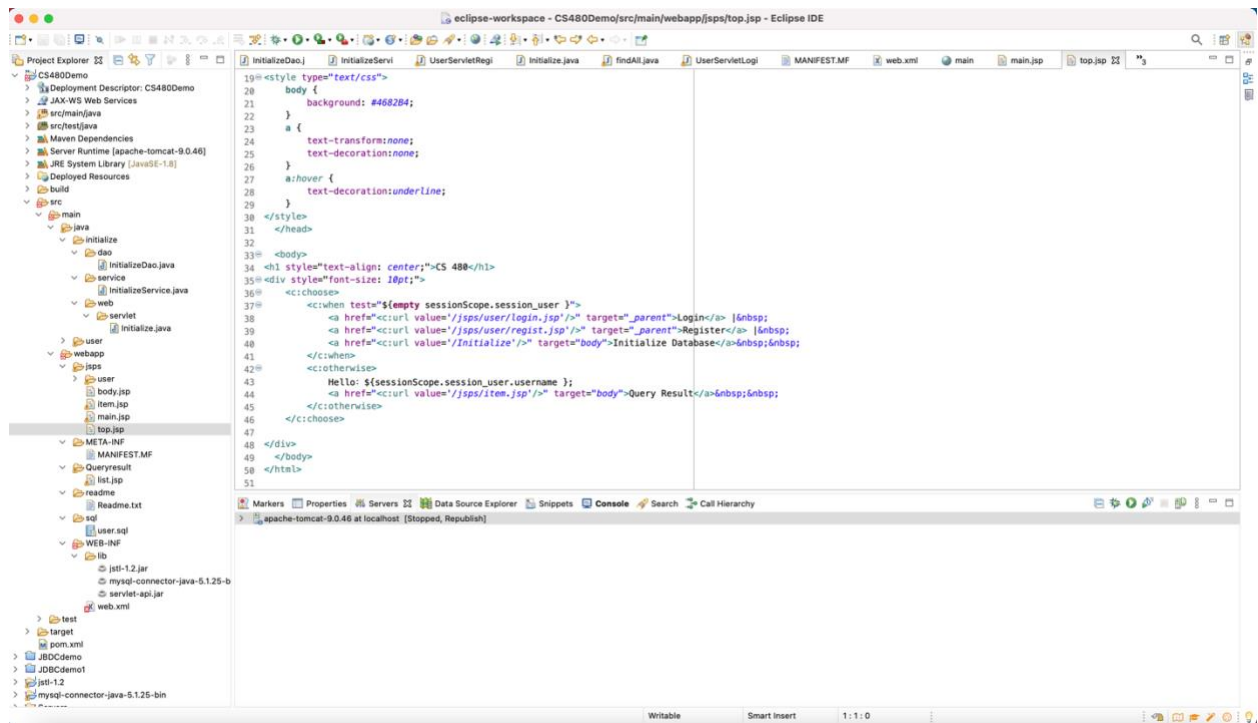 eclipse-workspace - CS480Demo/src/main/webapp/jsps/top.jsp - Eclipse IDE
Project Explorer
CS480Demo
Deployment Descriptor: CS480Demo
JAX-WS Web Services
src/main/java
src/test/java
Maven Dependencies
Server Runtime [apache-tomcat-9.0.46]
JRE System Library [JavaSE-1.8]
Deployed Resources
build
src
main
java
initialize
dao
InitializeDao.java
service
InitializeService.java
web
servlet
Initialize.java
user
webapp
jsps
user
body.jsp
item.jsp
main.jsp
top.jsp
META-INF
MANIFEST.MF
Queryresult
list.jsp
readme
Readme.txt
sql
user.sql
WEB-INF
lib
jstl-1.2.jar
mysql-connector-java-5.1.25-b
servlet-api.jar
web.xml
test
target
pom.xml
JBDCdemo
JDBCdemo1
jstl-1.2
mysql-connector-java-5.1.25-bin
InitializeDao.j InitializeServi UserServletRegi Initialize.java findAll.java UserServletLogi MANIFEST.MF web.xml main main.jsp top.jsp "3
19 <style type="text/css">
20 body {
21 background: #4682B4;
22 }
23 a {
24 text-transform:none;
25 text-decoration:none;
26 }
27 a:hover {
28 text-decoration:underline;
29 }
30 </style>
31 </head>
32
33 <body>
34 <h1 style="text-align: center;">CS 480</h1>
35 <div style="font-size: 10pt;">
36 <c:choose>
37 <c:when test="${empty sessionScope.session_user }">
38 <a href="<c:url value='/jsps/user/login.jsp'/>" target="_parent">Login</a> |&nbsp;
39 <a href="<c:url value='/jsps/user/regist.jsp'/>" target="_parent">Register</a> |&nbsp;
40 <a href="<c:url value='/Initialize'/>" target="body">Initialize Database</a>&nbsp;&nbsp;
41 </c:when>
42 <c:otherwise>
43 Hello: ${sessionScope.session_user.username };
44 <a href="<c:url value='/jsps/item.jsp'/>" target="body">Query Result</a>&nbsp;&nbsp;
45 </c:otherwise>
46 </c:choose>
47
48 </div>
49 </body>
50 </html>
51
Markers Properties Servers Data Source Explorer Snippets Console Search Call Hierarchy
apache-tomcat-9.0.46 at localhost [Stopped, Republish]
Writable Smart Insert 1:1:0